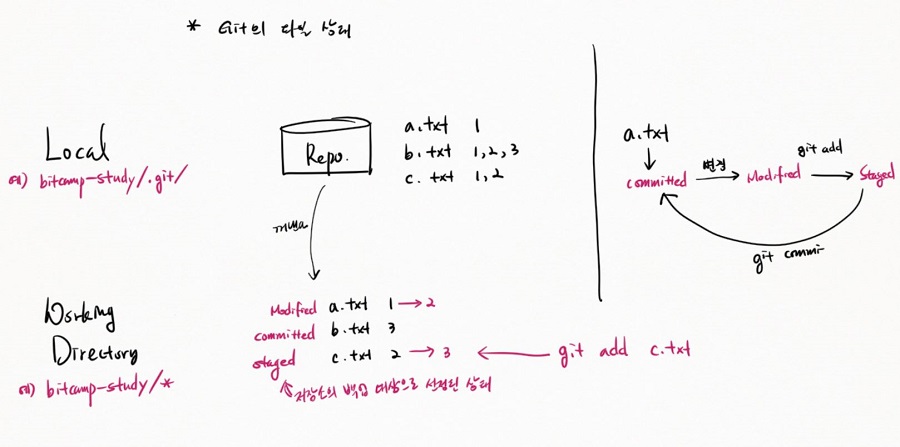 * Git의 파일 상태
Local
예) bitcamp-study/.git/
Repo.
a.txt 1
b.txt 1,2,3
c.txt 1,2
Working
Directory
예) bitcamp-study/*
Modified a.txt 1 → 2
committed b.txt 3
staged c.txt 2 → 3 ← git add c.txt
저장소의 백업 대상으로 선정된 상태
a.txt
committed 변경 Modified git add Staged
git commit